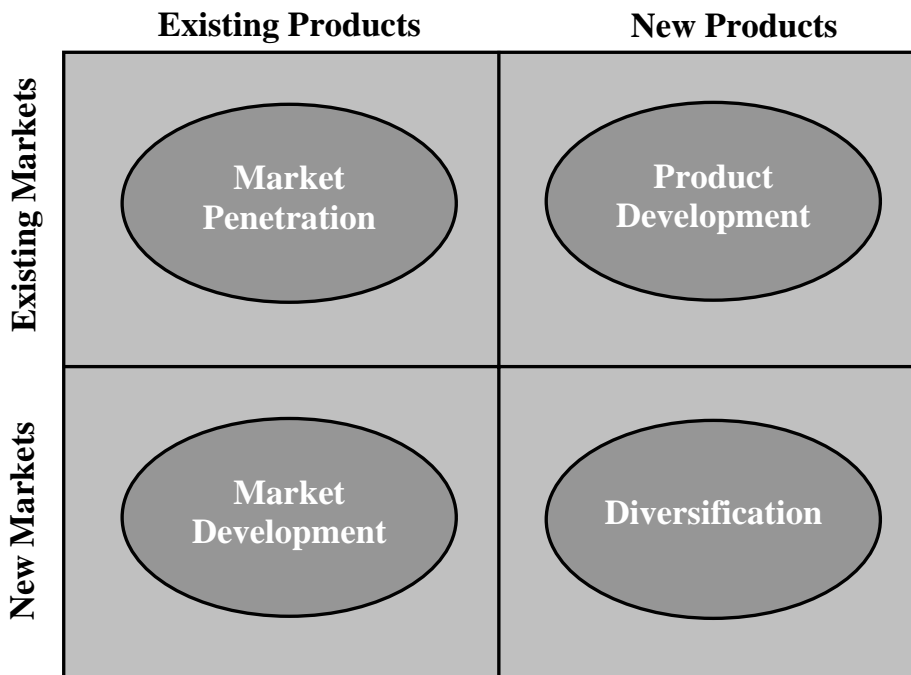 Existing Products
New Products
Existing Markets
Market
Penetration
Product
Development
New Markets
Market
Development
Diversification